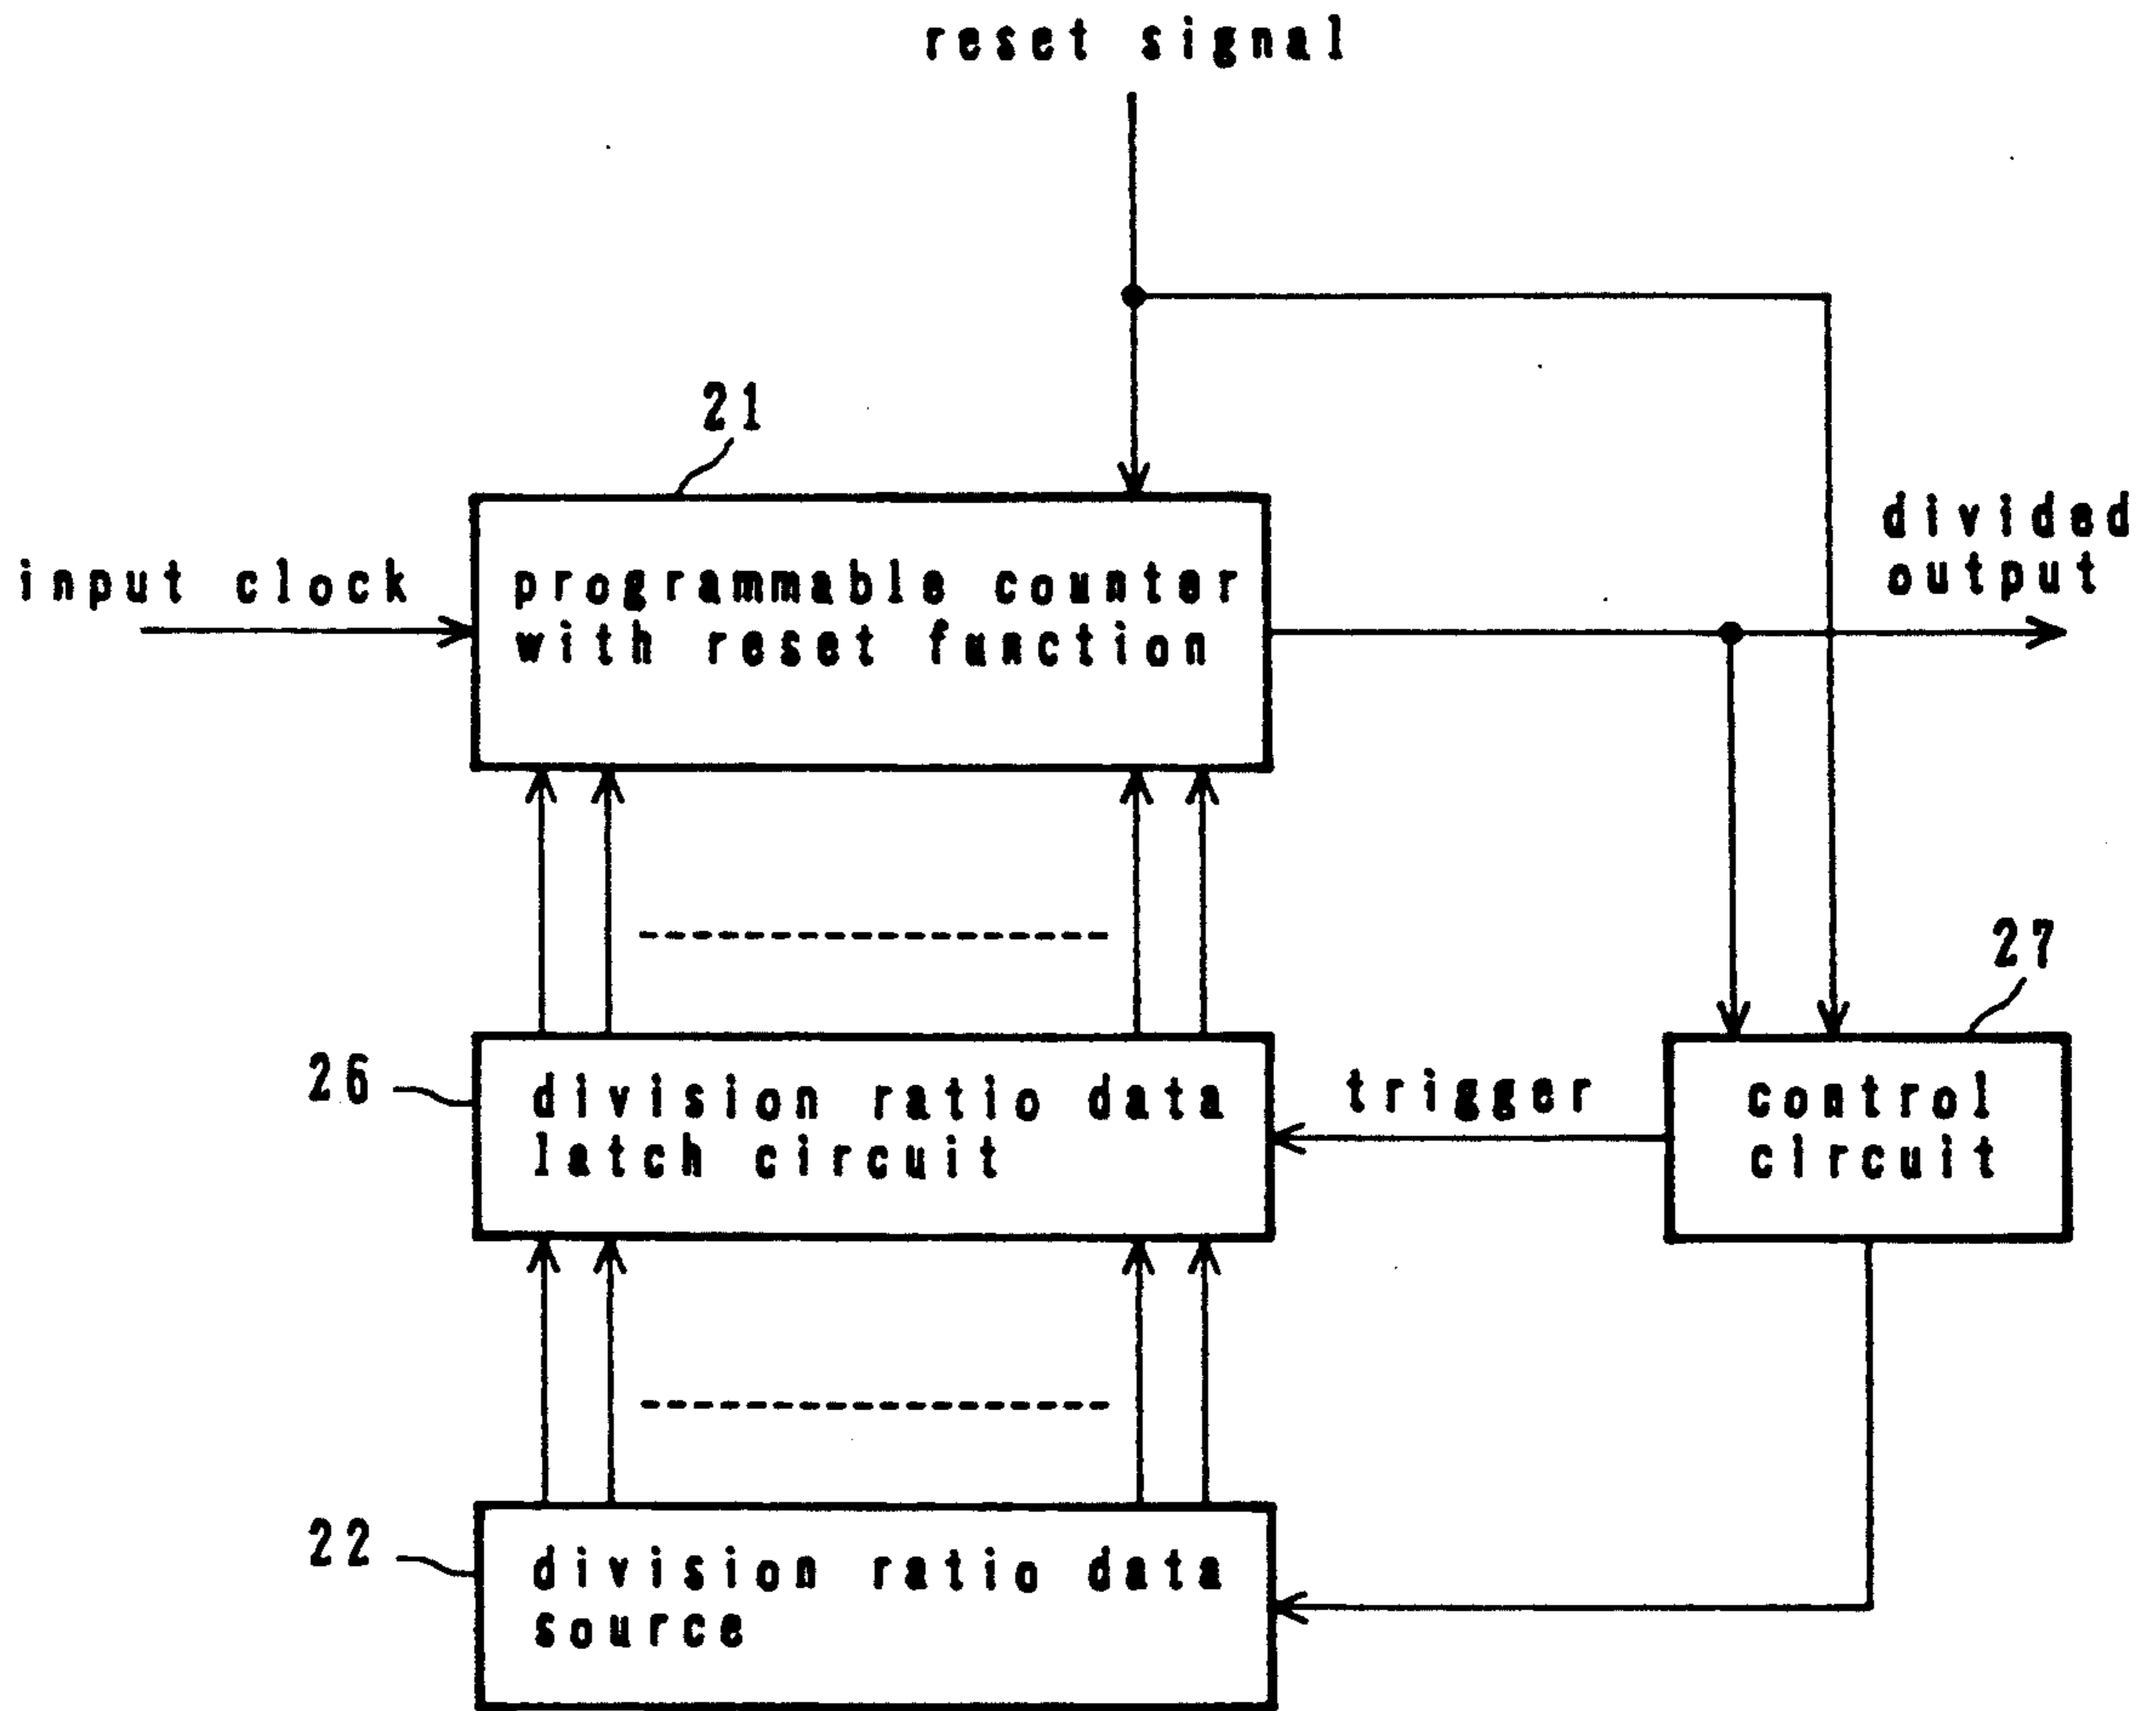 reset signal
21
divided
output
input clock
programmable counter
with reset function
27
26
division ratio data
latch circuit
trigger
control
circuit
22
division ratio data
source